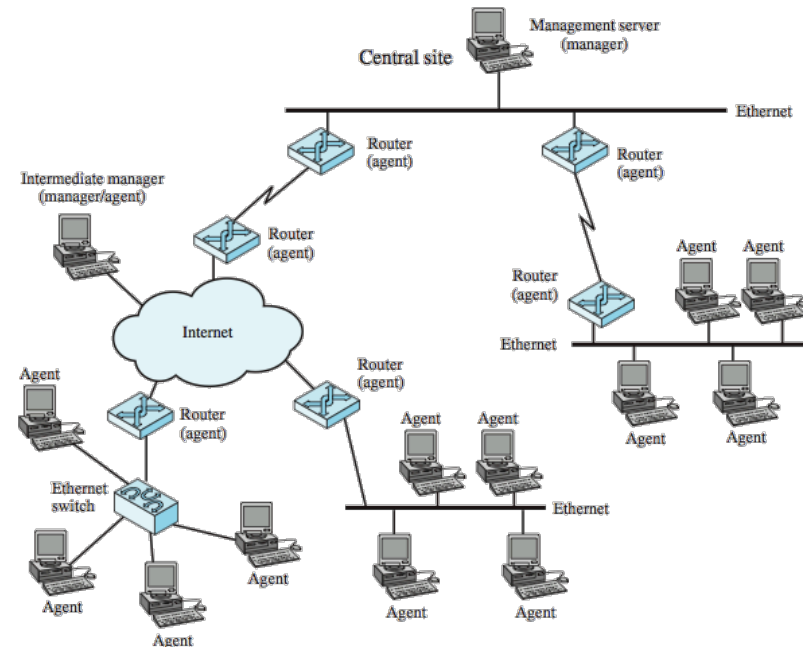 Management server
(manager)
Central site
Ethernet
Router
(agent)
Router
(agent)
Intermediate manager
(manager/agent)
Router
(agent)
Agent
Agent
Router
(agent)
Internet
Ethernet
Router
(agent)
Agent
Router
(agent)
Agent
Agent
Agent
Agent
Ethernet
switch
Ethernet
Agent
Agent
Agent
Agent
Agent
Agent